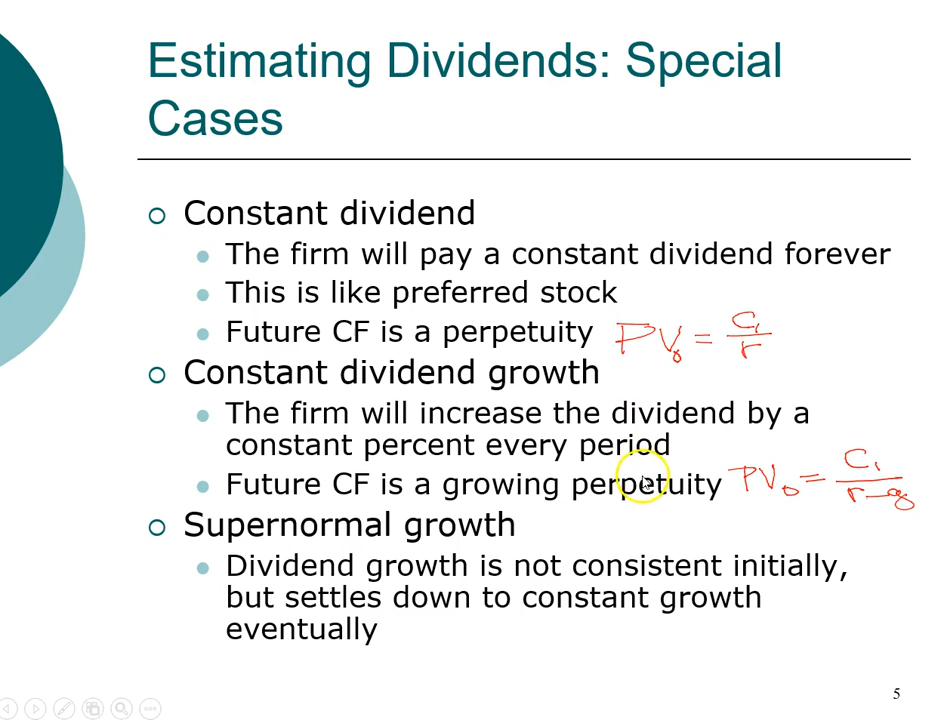 Estimating Dividends: Special
Cases
Constant dividend
The firm will pay a constant dividend forever
This is like preferred stock
Future CF is a perpetuity PV₀ = C₁/r
Constant dividend growth
The firm will increase the dividend by a
constant percent every period
Future CF is a growing perpetuity PV₀ = C₁/r-g
Supernormal growth
Dividend growth is not consistent initially,
but settles down to constant growth
eventually
5